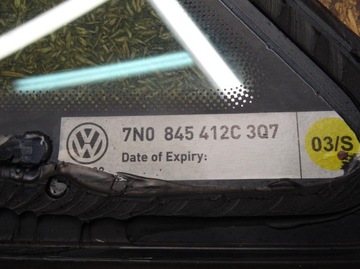 7N0 845 412C 3Q7
Date of Expiry:
03/S